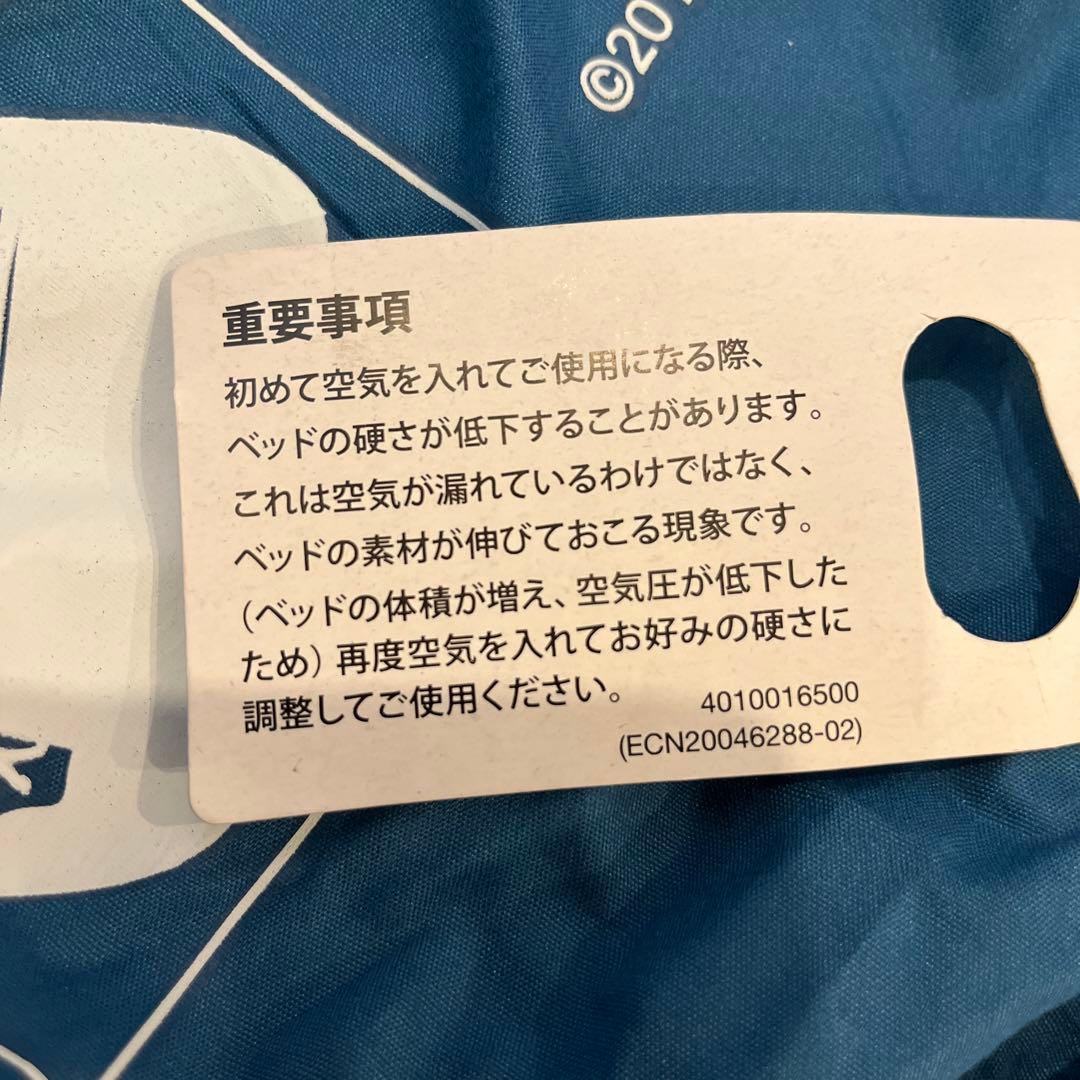 ©201
重要事項
初めて空気を入れてご使用になる際、
ベッドの硬さが低下することがあります。
これは空気が漏れているわけではなく、
ベッドの素材が伸びておこる現象です。
（ベッドの体積が増え、空気圧が低下した
ため）再度空気を入れてお好みの硬さに
調整してご使用ください。
4010016500
(ECN20046288-02)